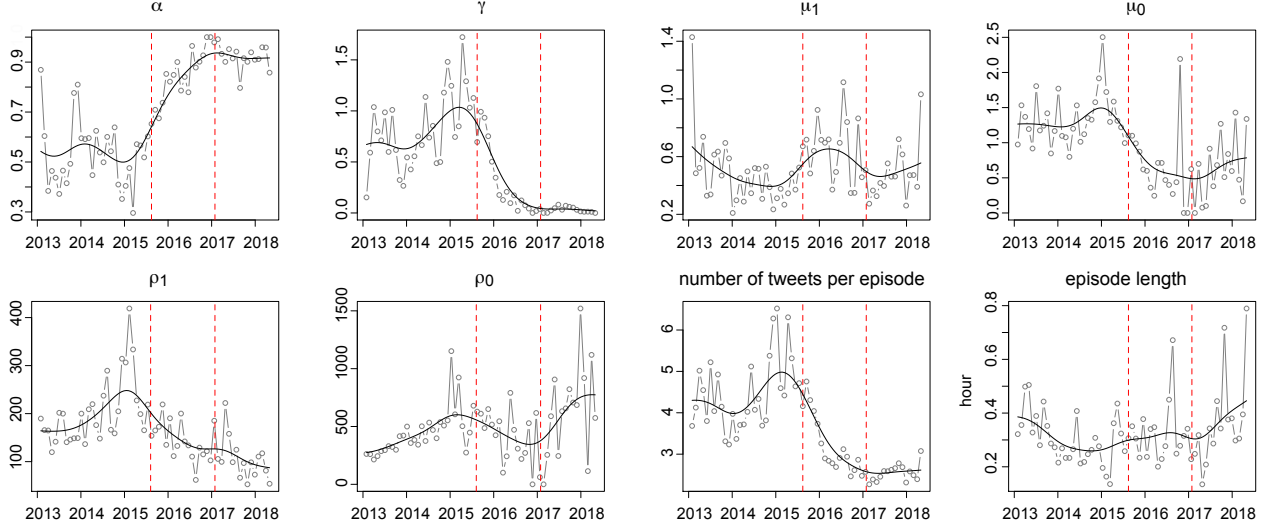 α
γ
μ1
μ0
0.3 0.5 0.7 0.9
0.0 0.5 1.0 1.5
0.2 0.6 1.0 1.4
0.0 0.5 1.0 1.5 2.0 2.5
2013 2014 2015 2016 2017 2018
2013 2014 2015 2016 2017 2018
2013 2014 2015 2016 2017 2018
2013 2014 2015 2016 2017 2018
ρ1
ρ0
number of tweets per episode
episode length
100 200 300 400
0 500 1000 1500
3 4 5 6
hour
0.2 0.4 0.6 0.8
2013 2014 2015 2016 2017 2018
2013 2014 2015 2016 2017 2018
2013 2014 2015 2016 2017 2018
2013 2014 2015 2016 2017 2018